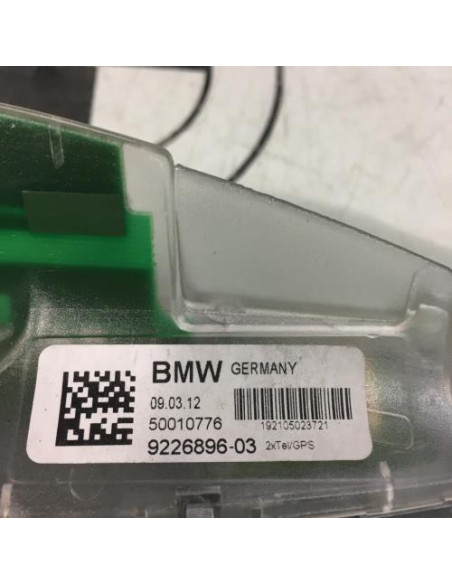 BMW GERMANY
09.03.12
50010776 192105023721
9226896-03 2xTel/GPS